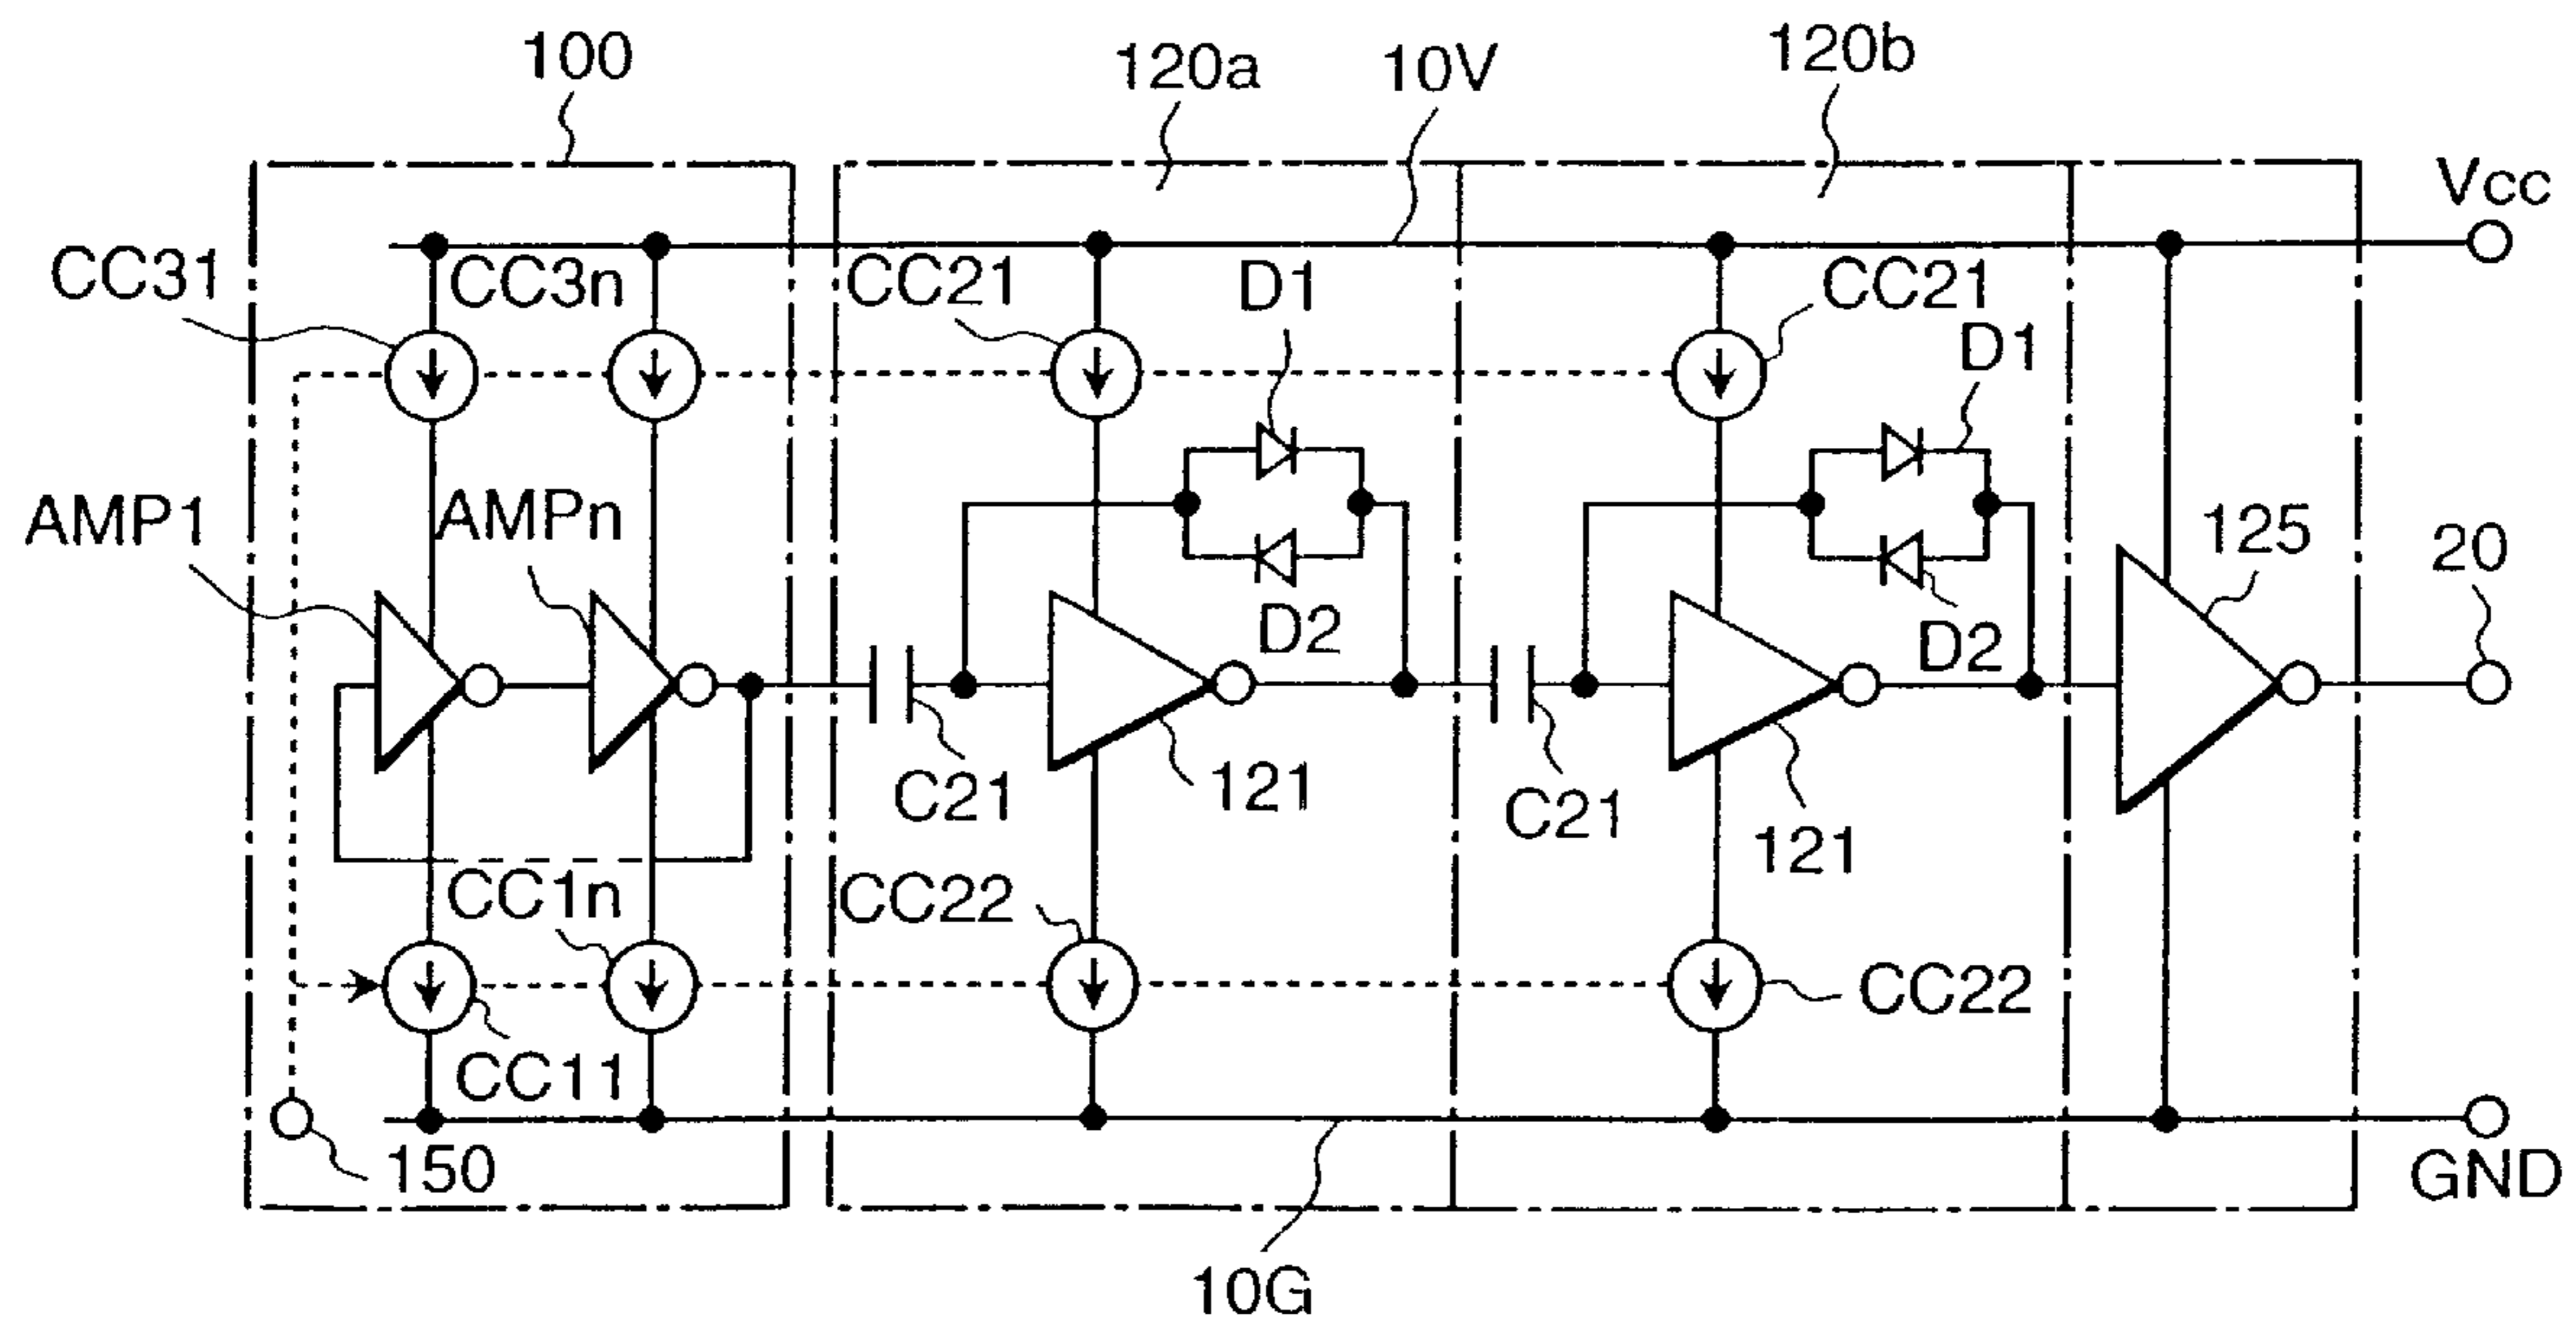 100
120a
10V
120b
Vcc
CC31
CC3n
CC21
D1
CC21
D1
AMP1
AMPn
125
20
D2
D2
C21
121
C21
121
CC1n
CC22
CC22
CC11
150
GND
10G